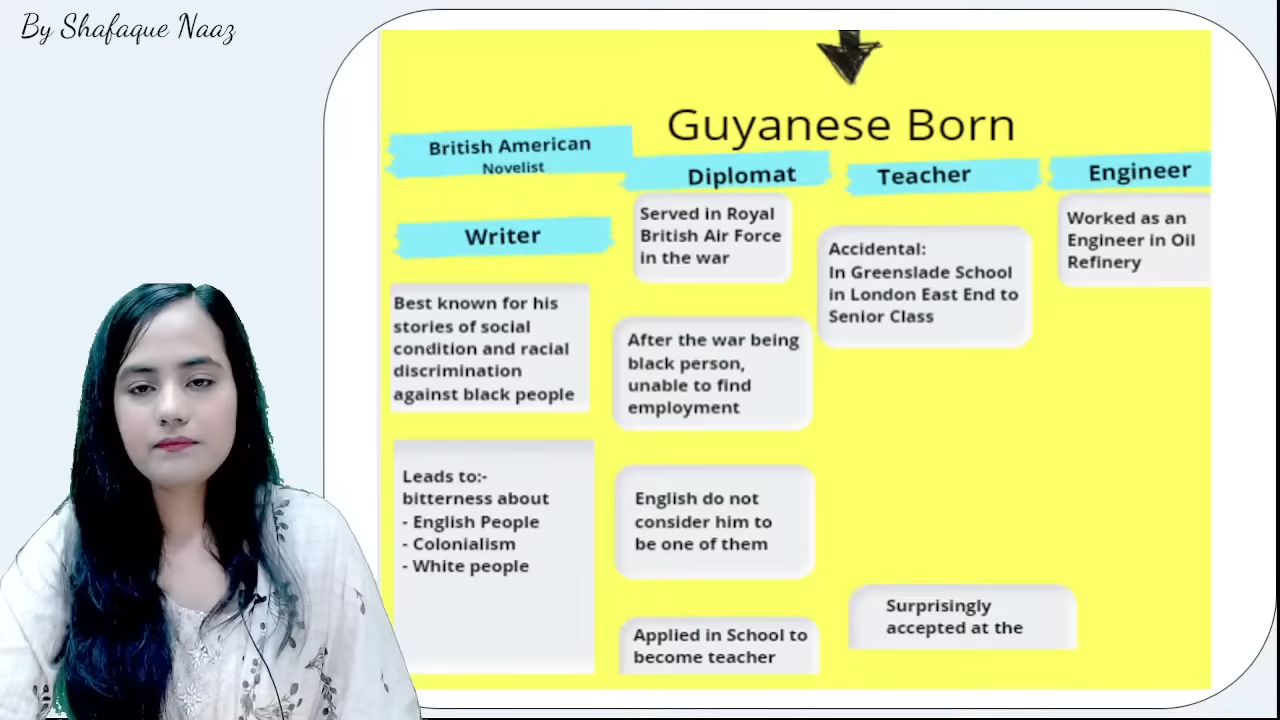 By Shafaque Naaz
Guyanese Born
British American
Novelist
Writer
Best known for his
stories of social
condition and racial
discrimination
against black people
Leads to:-
bitterness about
- English People
- Colonialism
- White people
Diplomat
Served in Royal
British Air Force
in the war
After the war being
black person,
unable to find
employment
English do not
consider him to
be one of them
Applied in School to
become teacher
Teacher
Accidental:
In Greenslade School
in London East End to
Senior Class
Surprisingly
accepted at the
Engineer
Worked as an
Engineer in Oil
Refinery